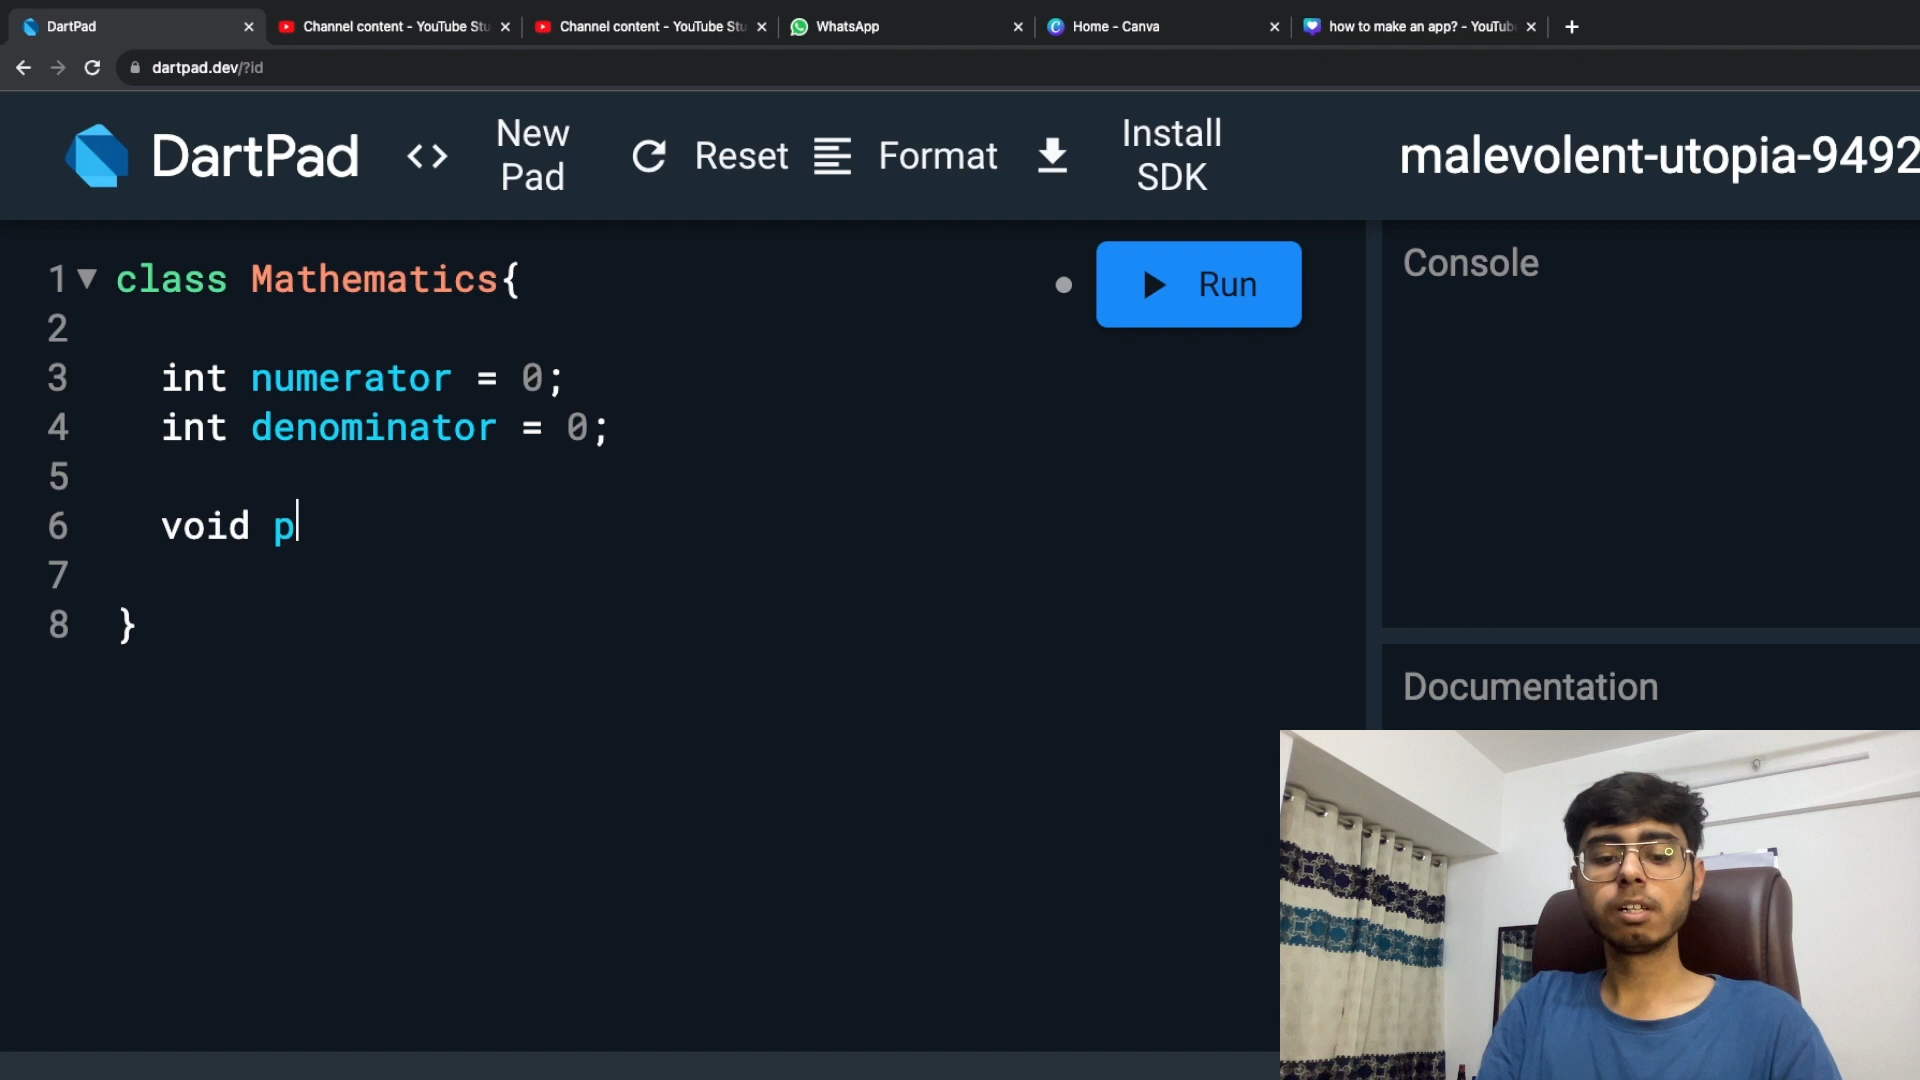 DartPad
Channel content - YouTube Stu
Channel content - YouTube Stu
WhatsApp
Home - Canva
how to make an app? - YouTub
dartpad.dev/?id
DartPad
<> New Pad
Reset
Format
Install SDK
malevolent-utopia-9492
1 class Mathematics{
2
3 int numerator = 0;
4 int denominator = 0;
5
6 void p
7
8 }
Run
Console
Documentation